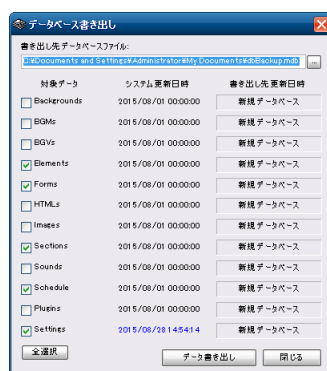 データベース書き出し
書き出し先データベースファイル:
C:¥Documents and Settings¥Administrator¥My Documents¥dbBackup.mdb ...
対象データ システム更新日時 書き出し先更新日時
Backgrounds 2015/08/01 00:00:00 新規データベース
BGMs 2015/08/01 00:00:00 新規データベース
BGVs 2015/08/01 00:00:00 新規データベース
Elements 2015/08/01 00:00:00 新規データベース
Forms 2015/08/01 00:00:00 新規データベース
HTMLs 2015/08/01 00:00:00 新規データベース
Images 2015/08/01 00:00:00 新規データベース
Sections 2015/08/01 00:00:00 新規データベース
Sounds 2015/08/01 00:00:00 新規データベース
Schedule 2015/08/01 00:00:00 新規データベース
Plugins 2015/08/01 00:00:00 新規データベース
Settings 2015/08/28 14:54:14 新規データベース
全選択 データ書き出し 閉じる